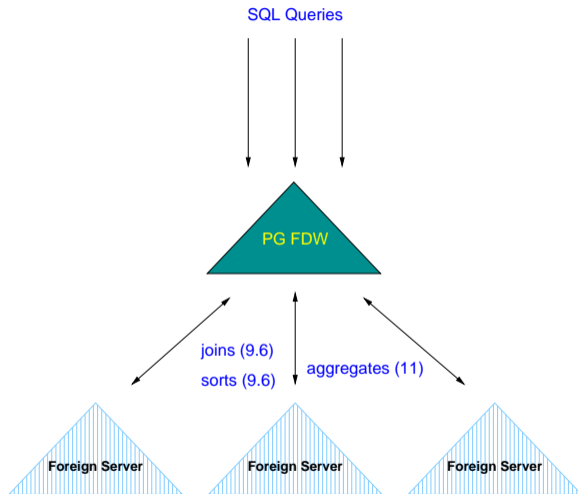 SQL Queries
PG FDW
joins (9.6)
sorts (9.6)
aggregates (11)
Foreign Server
Foreign Server
Foreign Server